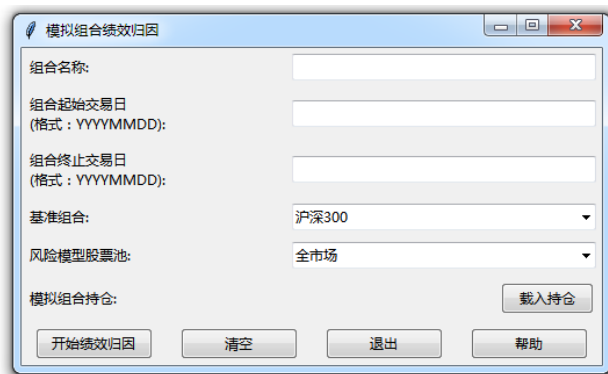 模拟组合绩效归因
组合名称:
组合起始交易日
(格式：YYYYMMDD):
组合终止交易日
(格式：YYYYMMDD):
基准组合:
沪深300
风险模型股票池:
全市场
模拟组合持仓:
载入持仓
开始绩效归因
清空
退出
帮助